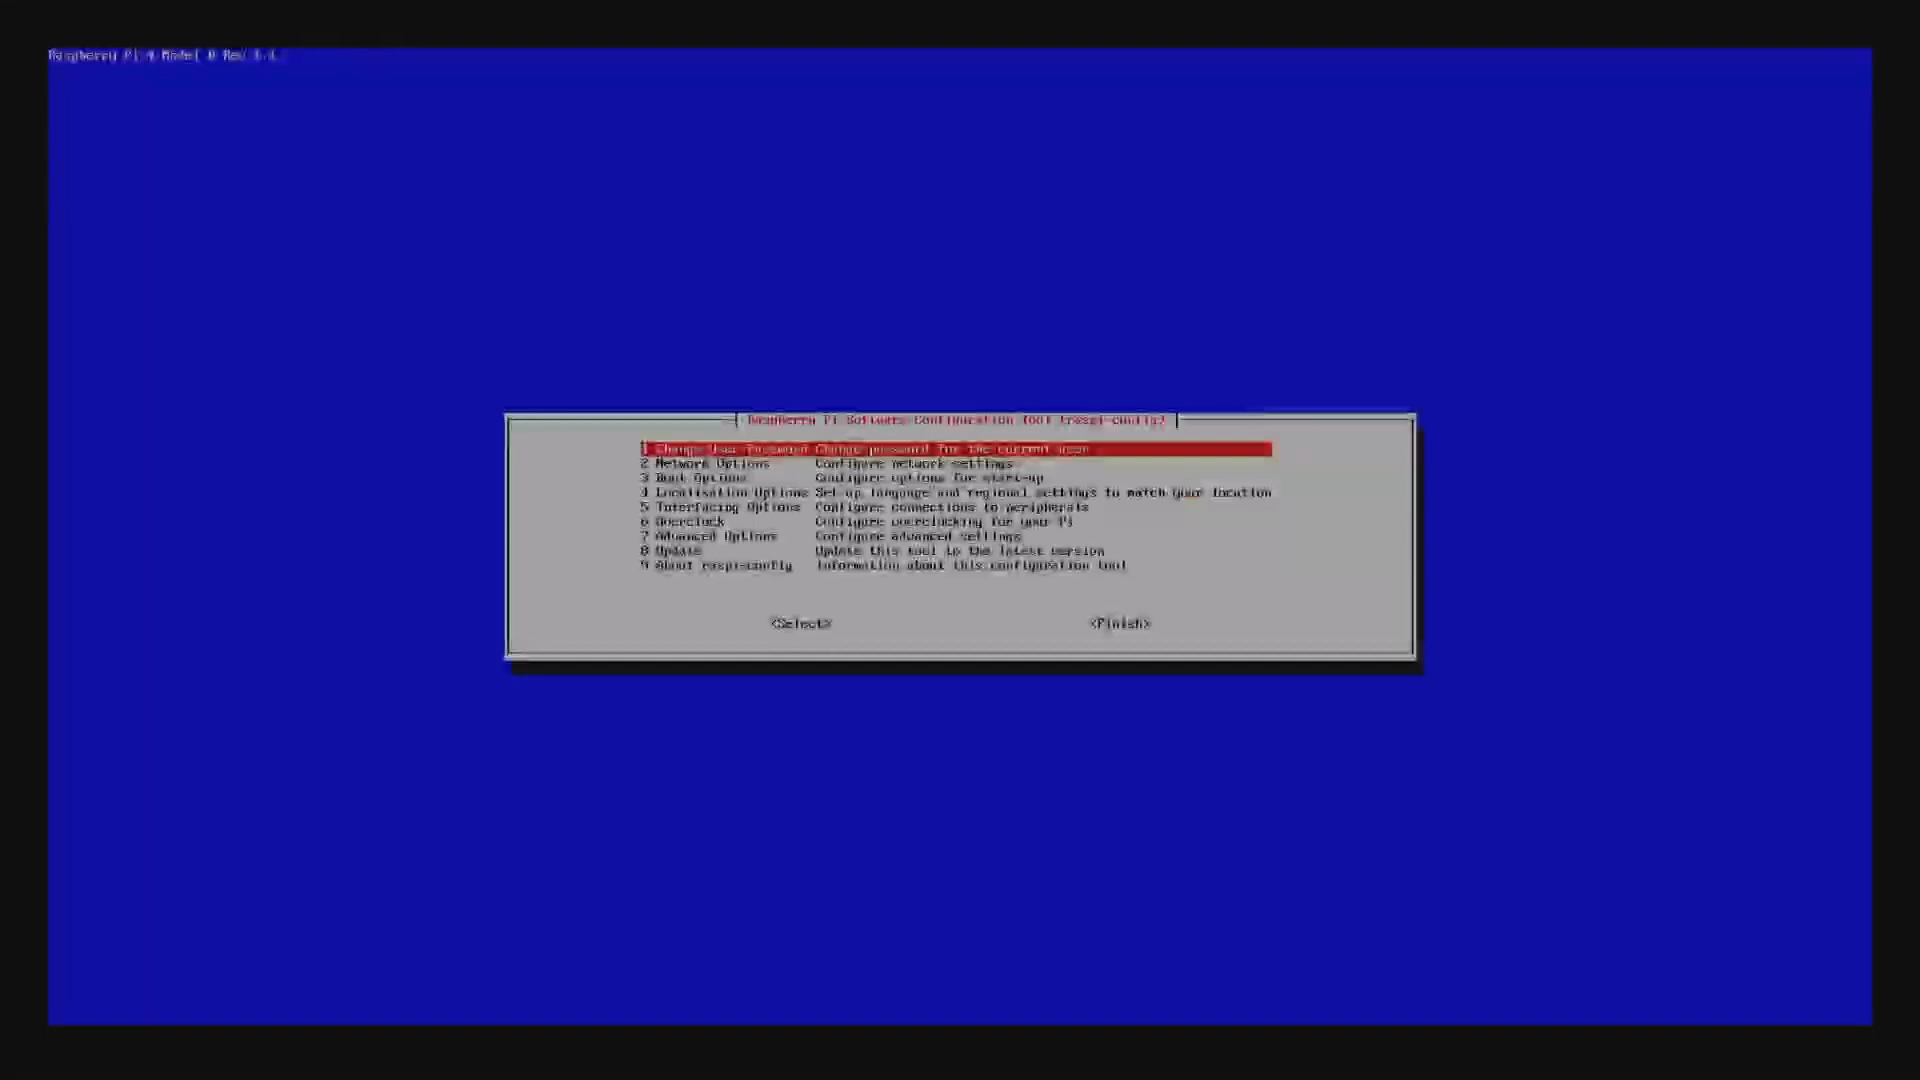 Raspberry Pi 4 Model B Rev 1.1
Raspberry Pi Software Configuration Tool (raspi-config)
1 Change User Password Change password for the current user
2 Network Options Configure network settings
3 Boot Options Configure options for start-up
4 Localisation Options Set up language and regional settings to match your location
5 Interfacing Options Configure connections to peripherals
6 Overclock Configure overclocking for your Pi
7 Advanced Options Configure advanced settings
8 Update Update this tool to the latest version
9 About raspi-config Information about this configuration tool
<Select> <Finish>